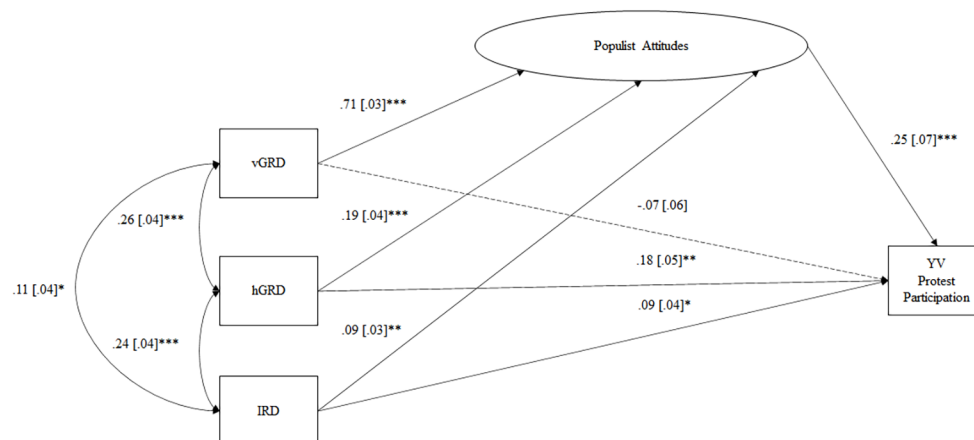 Populist Attitudes
.71 [.03]***
.25 [.07]***
vGRD
.26 [.04]***
.19 [.04]***
-.07 [.06]
.18 [.05]**
YV
Protest
Participation
.11 [.04]*
hGRD
.09 [.04]*
.09 [.03]**
.24 [.04]***
IRD